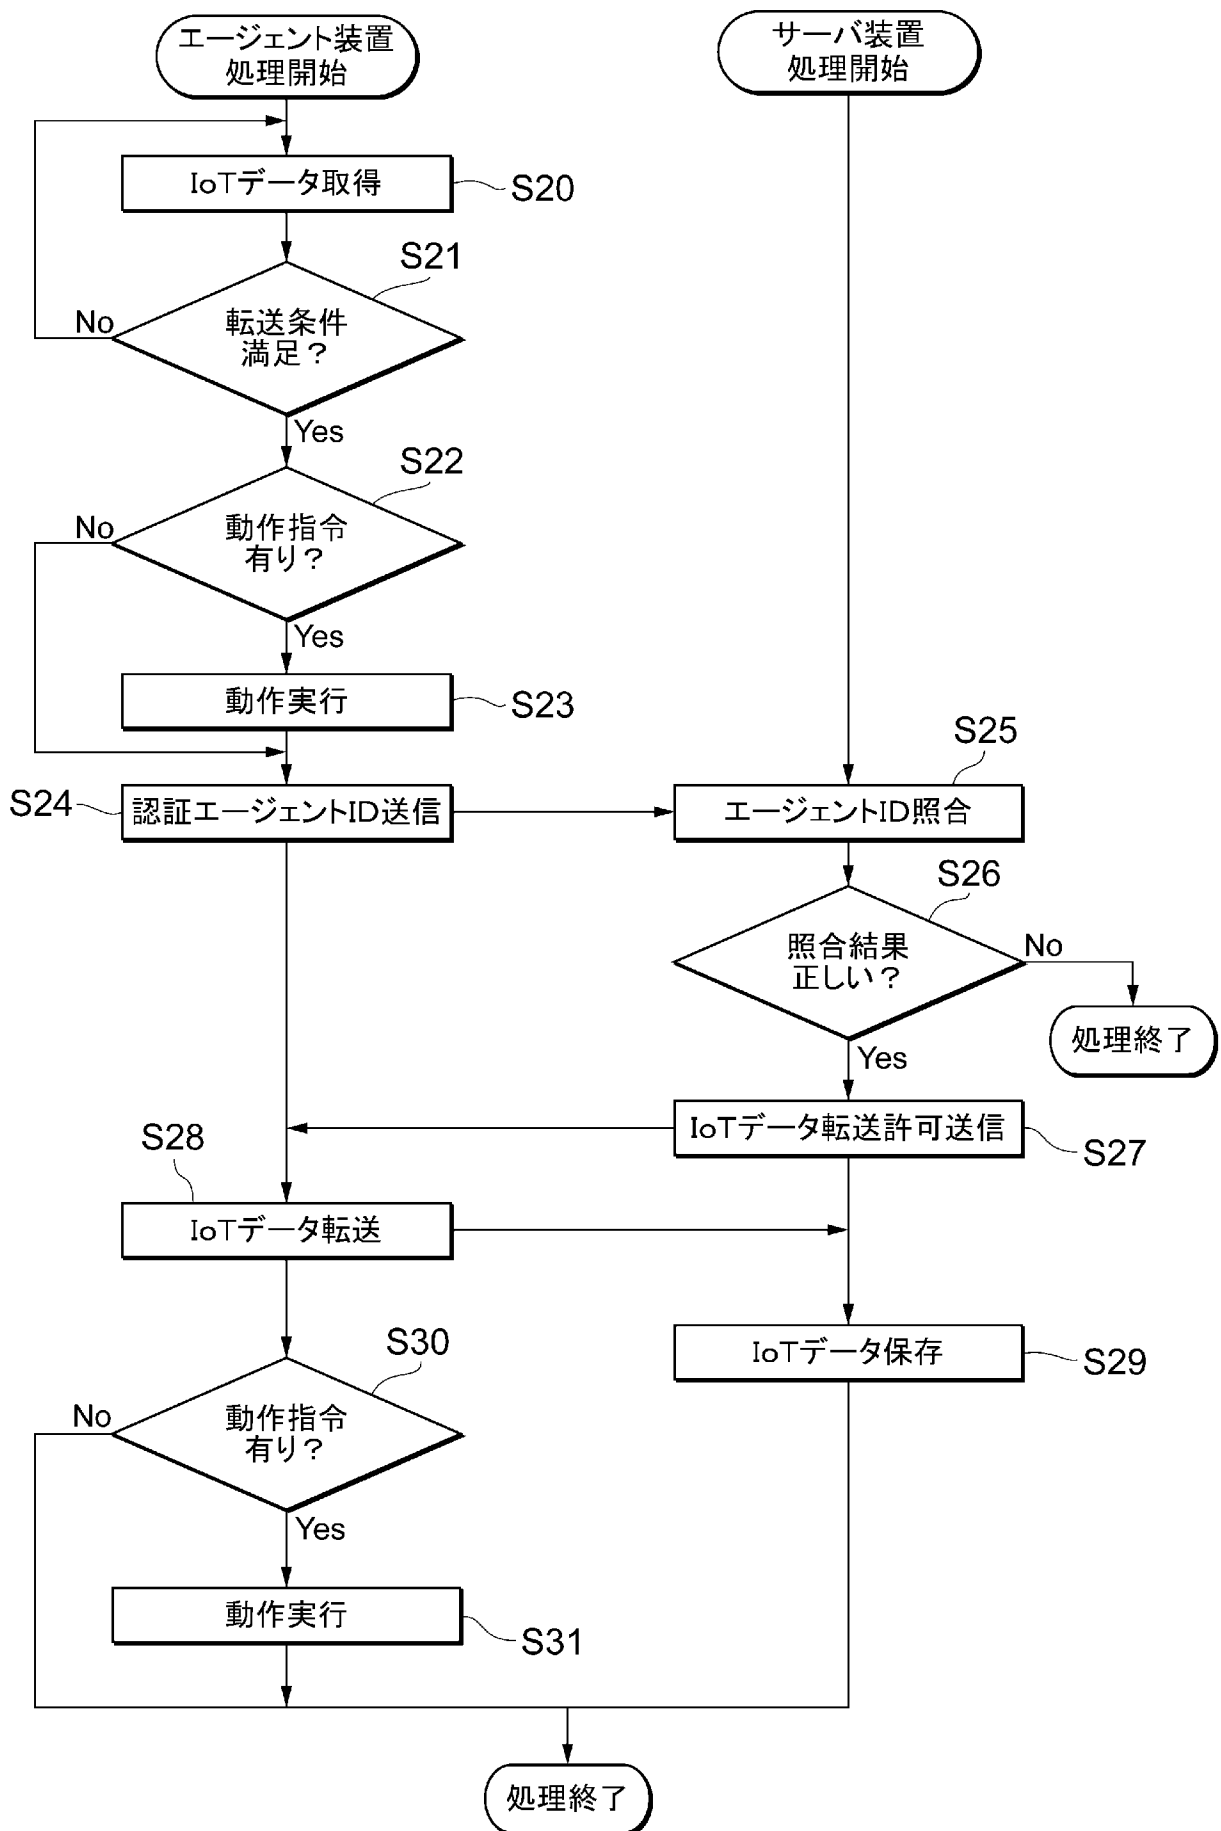 エージェント装置
処理開始
サーバ装置
処理開始
IoTデータ取得
S20
S21
転送条件
満足？
No
Yes
S22
動作指令
有り？
No
Yes
動作実行
S23
S24
認証エージェントID送信
S25
エージェントID照合
S26
照合結果
正しい？
No
処理終了
Yes
IoTデータ転送許可送信
S27
S28
IoTデータ転送
IoTデータ保存
S29
S30
動作指令
有り？
No
Yes
動作実行
S31
処理終了